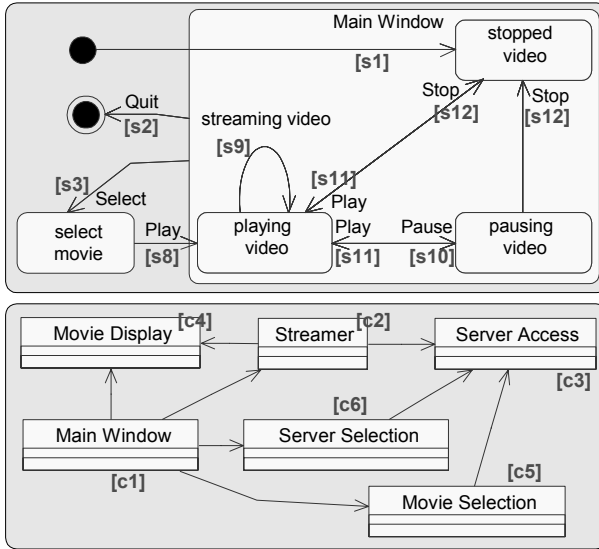 Main Window
stopped
video
[s1]
Quit
[s2]
streaming video
[s9]
Stop
[s12]
Stop
[s12]
[s3]
Select
[s11]
Play
select
movie
Play
[s8]
playing
video
Play
[s11]
Pause
[s10]
pausing
video
Movie Display
[c4]
Streamer
[c2]
Server Access
[c3]
Main Window
[c1]
[c6]
Server Selection
[c5]
Movie Selection